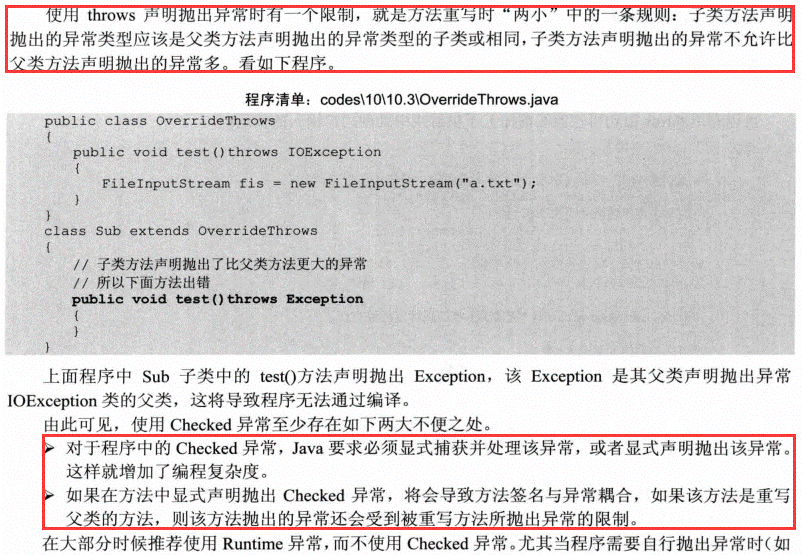 使用 throws 声明抛出异常时有一个限制，就是方法重写时“两小”中的一条规则：子类方法声明
抛出的异常类型应该是父类方法声明抛出的异常类型的子类或相同，子类方法声明抛出的异常不允许比
父类方法声明抛出的异常多。看如下程序。
程序清单：codes\10\10.3\OverrideThrows.java
public class OverrideThrows
{
public void test()throws IOException
{
FileInputStream fis = new FileInputStream("a.txt");
}
}
class Sub extends OverrideThrows
{
// 子类方法声明抛出了比父类方法更大的异常
// 所以下面方法出错
public void test()throws Exception
{
}
}
上面程序中 Sub 子类中的 test()方法声明抛出 Exception，该 Exception 是其父类声明抛出异常
IOException 类的父类，这将导致程序无法通过编译。
由此可见，使用 Checked 异常至少存在如下两大不便之处。
➢ 对于程序中的 Checked 异常，Java 要求必须显式捕获并处理该异常，或者显式声明抛出该异常。
这样就增加了编程复杂度。
➢ 如果在方法中显式声明抛出 Checked 异常，将会导致方法签名与异常耦合，如果该方法是重写
父类的方法，则该方法抛出的异常还会受到被重写方法所抛出异常的限制。
在大部分时候推荐使用 Runtime 异常，而不使用 Checked 异常。尤其当程序需要自行抛出异常时（如